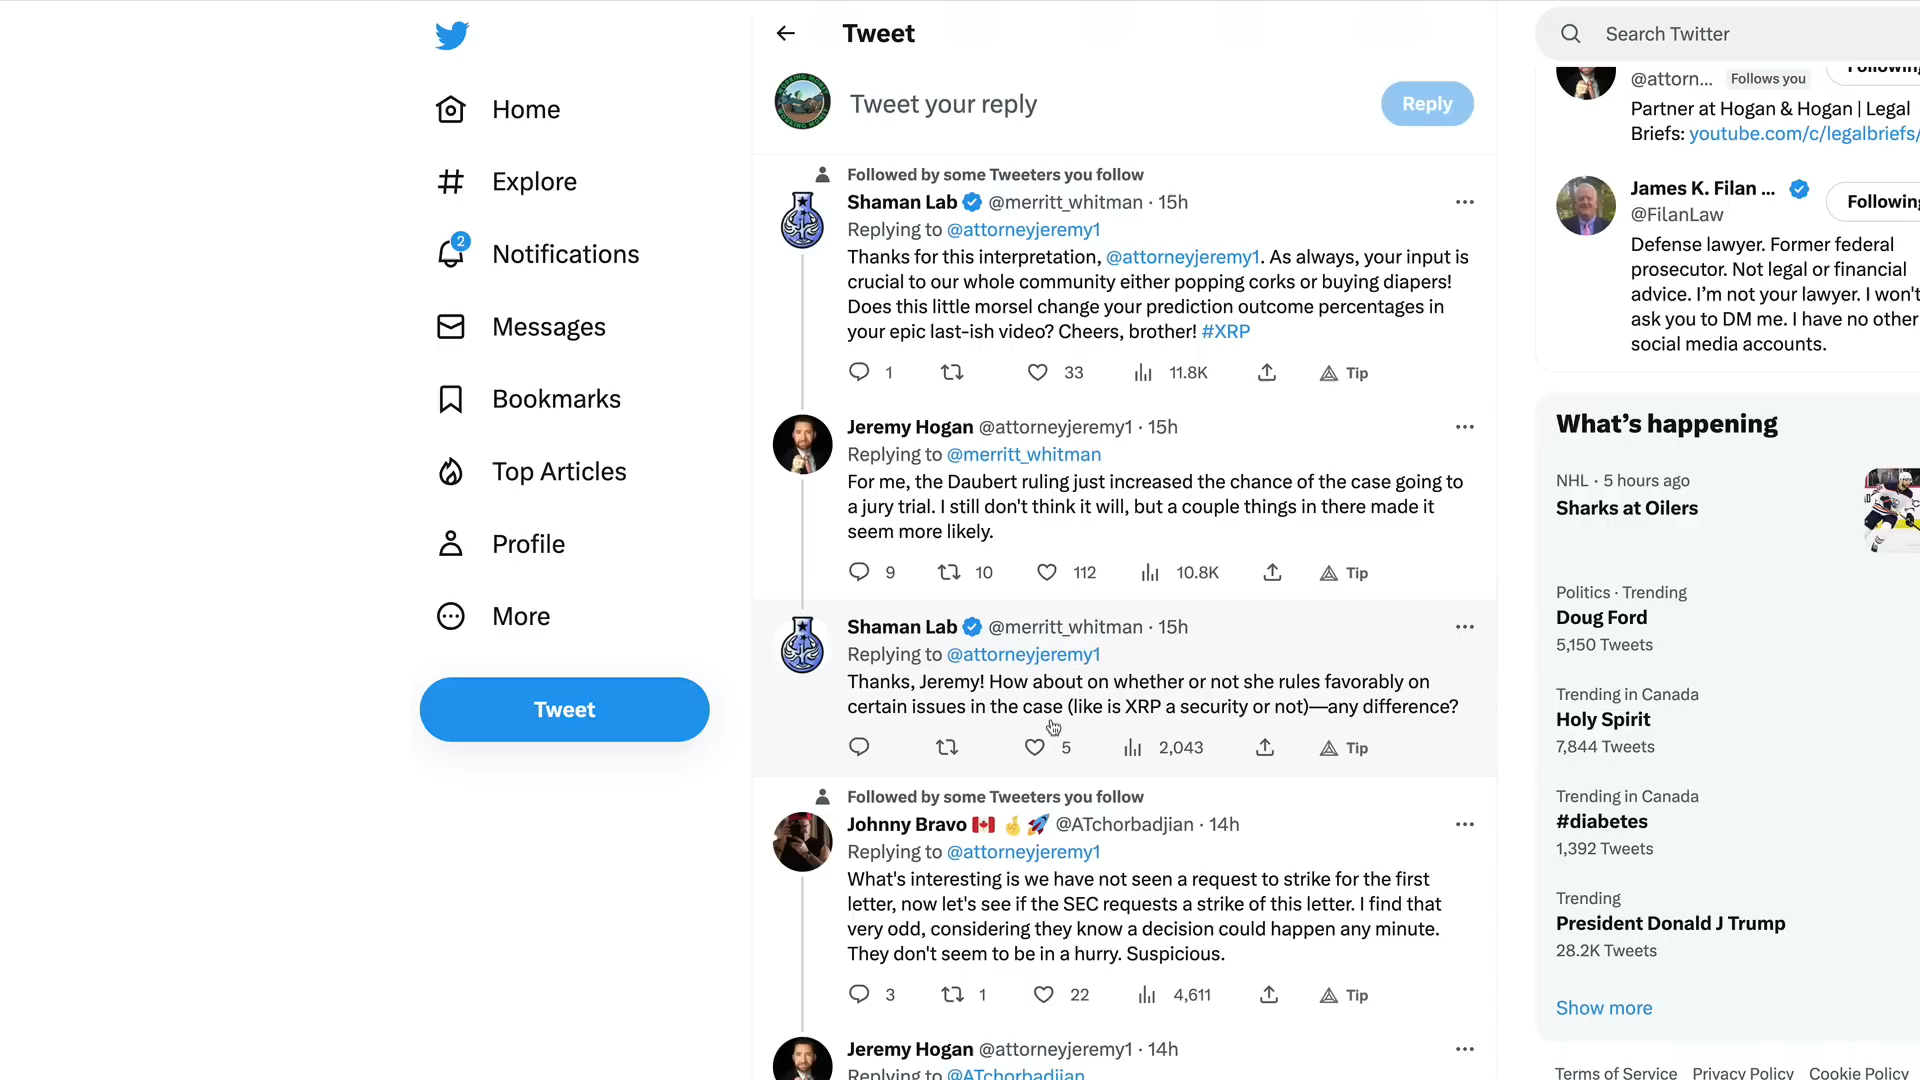 Home
Explore
2
Notifications
Messages
Bookmarks
Top Articles
Profile
More
Tweet
Tweet
Tweet your reply
Reply
Followed by some Tweeters you follow
Shaman Lab @merritt_whitman · 15h
Replying to @attorneyjeremy1
Thanks for this interpretation, @attorneyjeremy1. As always, your input is
crucial to our whole community either popping corks or buying diapers!
Does this little morsel change your prediction outcome percentages in
your epic last-ish video? Cheers, brother! #XRP
1 33 11.8K Tip
Jeremy Hogan @attorneyjeremy1 · 15h
Replying to @merritt_whitman
For me, the Daubert ruling just increased the chance of the case going to
a jury trial. I still don't think it will, but a couple things in there made it
seem more likely.
9 10 112 10.8K Tip
Shaman Lab @merritt_whitman · 15h
Replying to @attorneyjeremy1
Thanks, Jeremy! How about on whether or not she rules favorably on
certain issues in the case (like is XRP a security or not)—any difference?
5 2,043 Tip
Followed by some Tweeters you follow
Johnny Bravo 🇨🇦 🤞 🚀 @ATchorbadjian · 14h
Replying to @attorneyjeremy1
What's interesting is we have not seen a request to strike for the first
letter, now let's see if the SEC requests a strike of this letter. I find that
very odd, considering they know a decision could happen any minute.
They don't seem to be in a hurry. Suspicious.
3 1 22 4,611 Tip
Jeremy Hogan @attorneyjeremy1 · 14h
Replying to @ATchorbadjian
Search Twitter
@attorn... Follows you
Following
Partner at Hogan & Hogan | Legal
Briefs: youtube.com/c/legalbriefs/
James K. Filan ...
Following
@FilanLaw
Defense lawyer. Former federal
prosecutor. Not legal or financial
advice. I'm not your lawyer. I won't
ask you to DM me. I have no other
social media accounts.
What's happening
NHL · 5 hours ago
Sharks at Oilers
Politics · Trending
Doug Ford
5,150 Tweets
Trending in Canada
Holy Spirit
7,844 Tweets
Trending in Canada
#diabetes
1,392 Tweets
Trending
President Donald J Trump
28.2K Tweets
Show more
Terms of Service Privacy Policy Cookie Policy